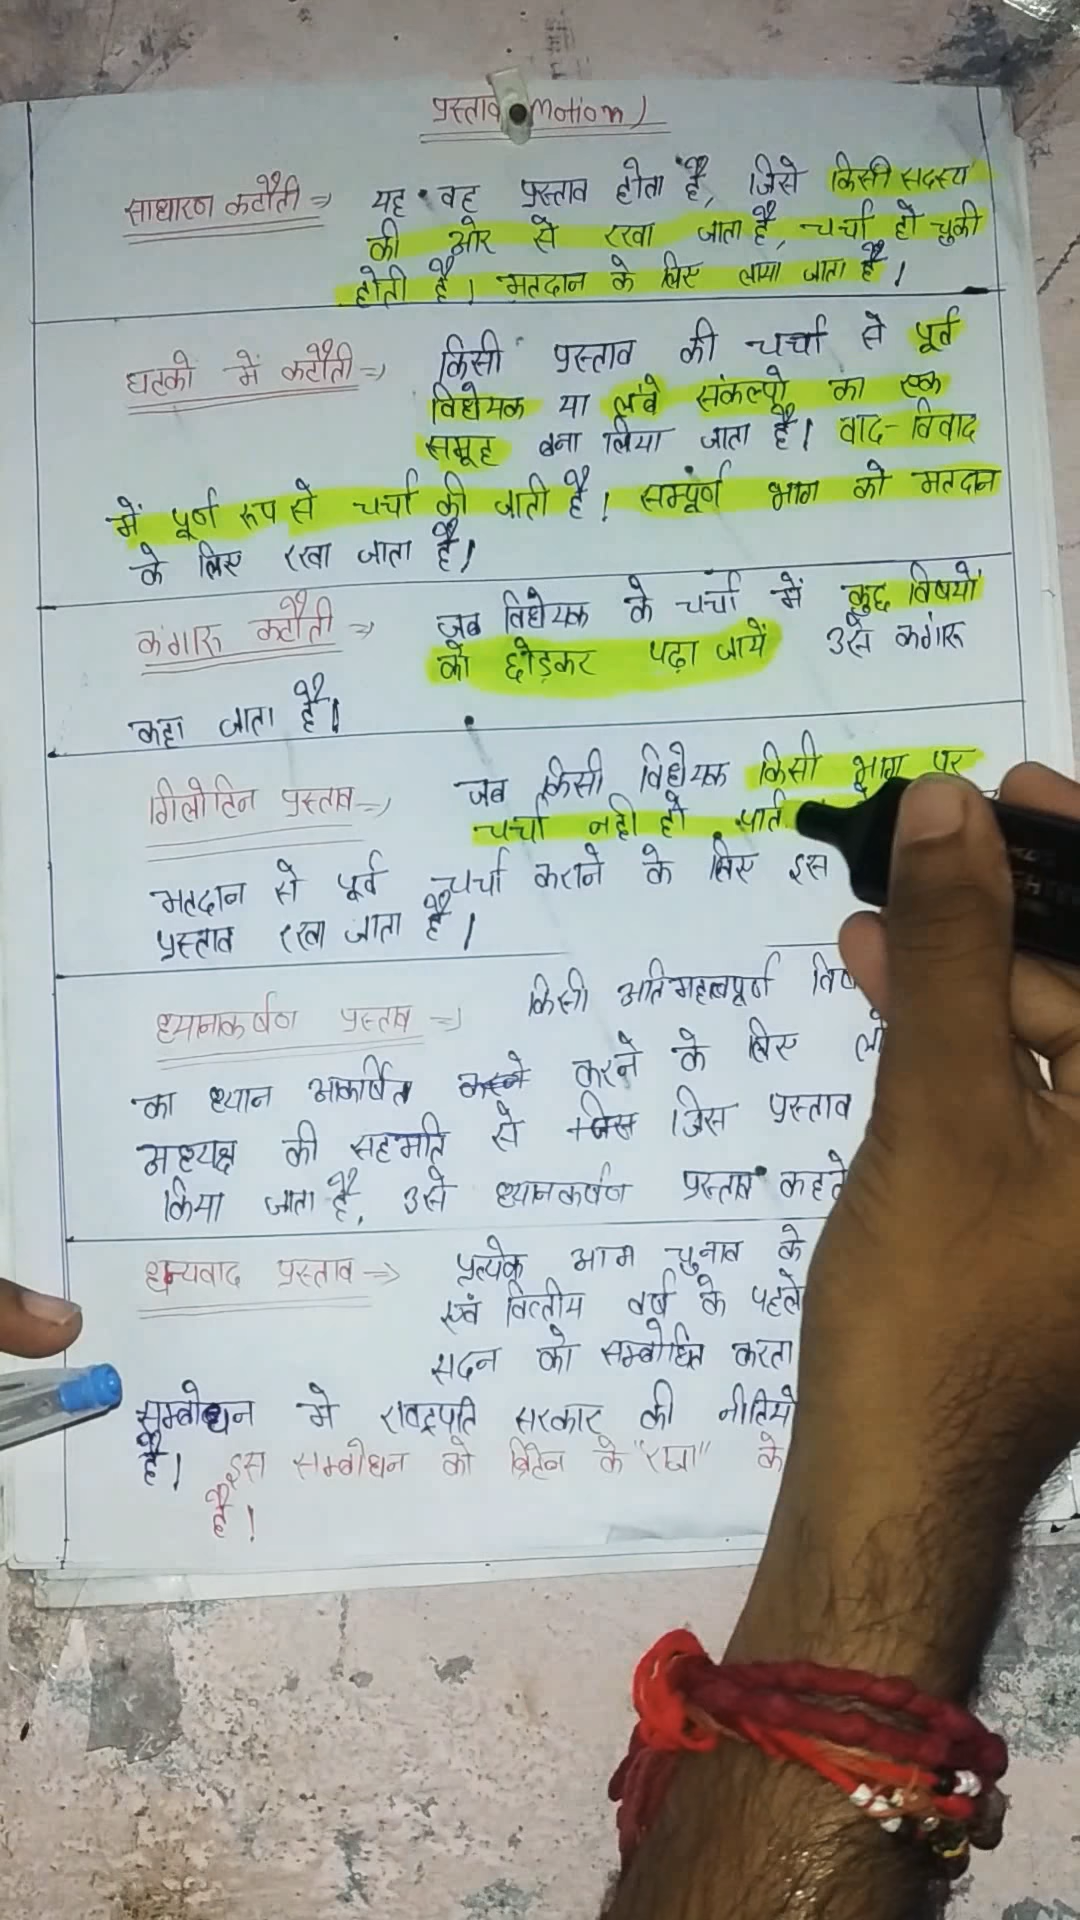 प्रस्ताव Motion)
साधारण कटौती ⇒ यह वह प्रस्ताव होता है, जिसे किसी सदस्य
की ओर से रखा जाता है, चर्चा हो चुकी
होती है। मतदान के लिए लाया जाता है।
घटको में कटौती ⇒ किसी प्रस्ताव की चर्चा से पूर्व
विधेयक या लंबे संकल्पो का एक
समूह बना लिया जाता है। वाद-विवाद
में पूर्ण रूप से चर्चा की जाती है। सम्पूर्ण भाग को मतदान
के लिए रखा जाता है।
कंगारू कटौती ⇒ जब विधेयक के चर्चा में कुछ विषयों
को छोड़कर पढ़ा जायें उसे कंगारू
कहा जाता है।
गिलोटिन प्रस्ताव ⇒ जब किसी विधेयक किसी भाग पर
चर्चा नही हो पाती
मतदान से पूर्व चर्चा कराने के लिए इस
प्रस्ताव रखा जाता है।
ध्यानाकर्षण प्रस्ताव ⇒ किसी अतिमहत्वपूर्ण
का ध्यान आकर्षित करने के लिए
अध्यक्ष की सहमति से जिस प्रस्ताव
किया जाता है, उसे ध्यानकर्षण प्रस्ताव कहते
धन्यवाद प्रस्ताव ⇒ प्रत्येक आम चुनाव के
एवं वित्तीय वर्ष के पहले
सदन को सम्बोधित करता
सम्बोधन मे राष्ट्रपति सरकार की नीतियो
है। इस सम्बोधन को ब्रिटेन के के
है।